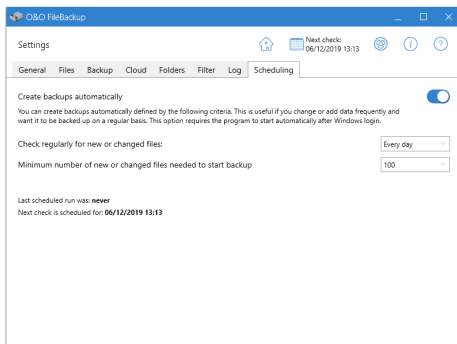 O&O FileBackup
Settings
Next check:
06/12/2019 13:13
General Files Backup Cloud Folders Filter Log Scheduling
Create backups automatically
You can create backups automatically defined by the following criteria. This is useful if you change or add data frequently and
want it to be backed up on a regular basis. This option requires the program to start automatically after Windows login.
Check regularly for new or changed files:
Every day
Minimum number of new or changed files needed to start backup
100
Last scheduled run was: never
Next check is scheduled for: 06/12/2019 13:13